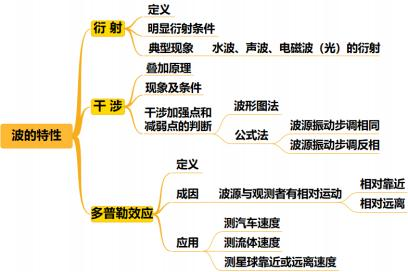 波的特性
衍 射
定义
明显衍射条件
典型现象 水波、声波、电磁波（光）的衍射
干 涉
叠加原理
现象及条件
干涉加强点和
减弱点的判断
波形图法
公式法
波源振动步调相同
波源振动步调反相
多普勒效应
定义
成因
波源与观测者有相对运动
相对靠近
相对远离
应用
测汽车速度
测流体速度
测星球靠近或远离速度